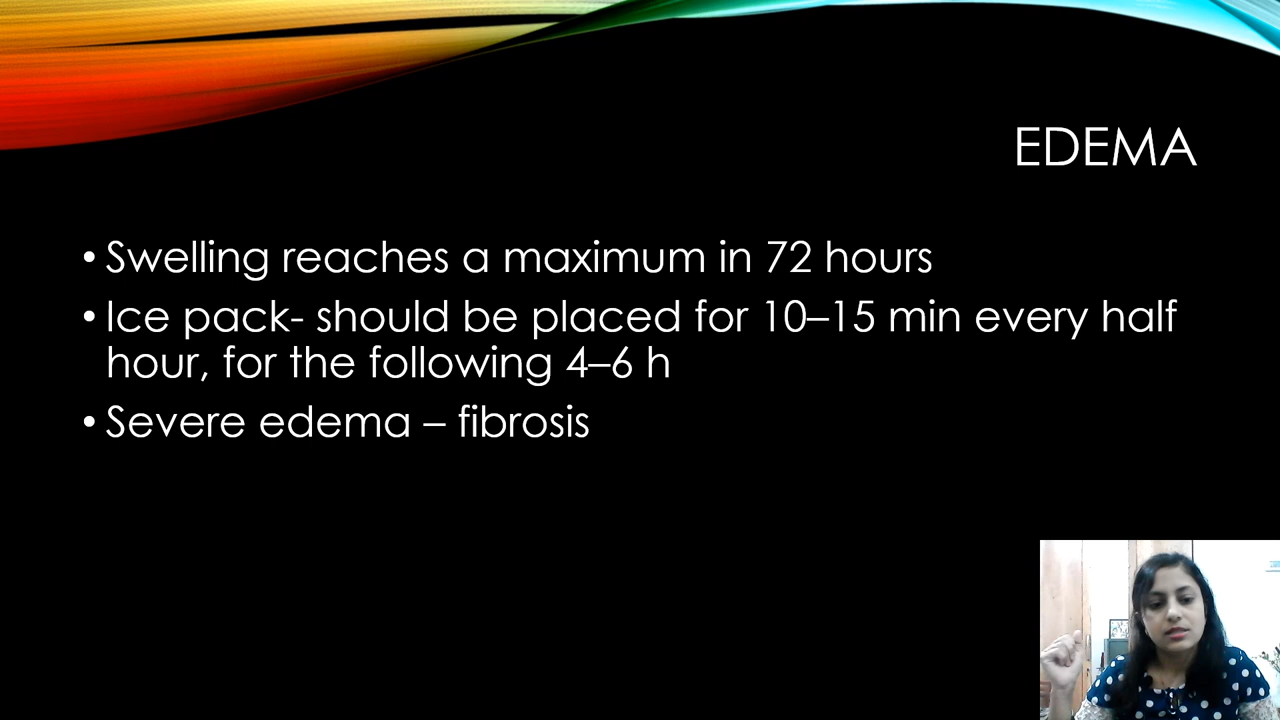 EDEMA
• Swelling reaches a maximum in 72 hours
• Ice pack- should be placed for 10–15 min every half
hour, for the following 4–6 h
• Severe edema – fibrosis